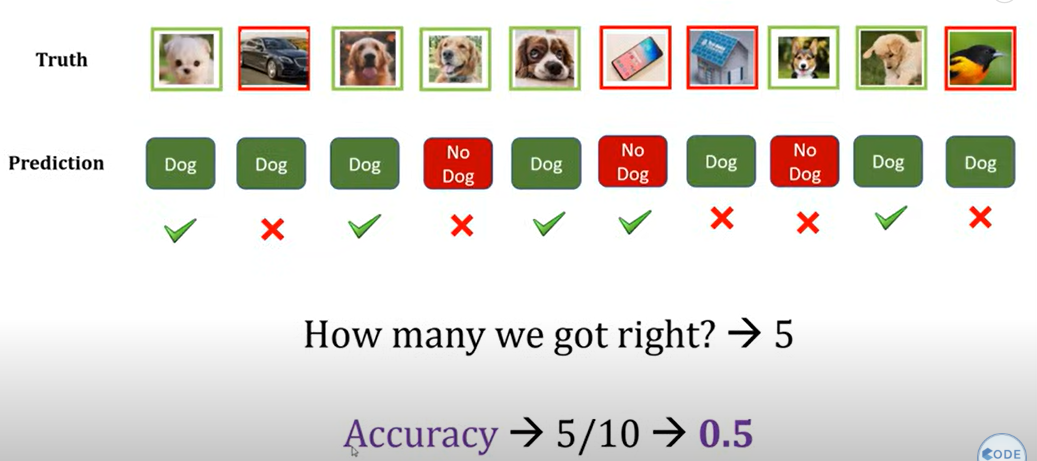 Truth
Prediction
Dog
Dog
Dog
No
Dog
Dog
No
Dog
Dog
No
Dog
Dog
Dog
How many we got right? → 5
Accuracy → 5/10 → 0.5
CODE